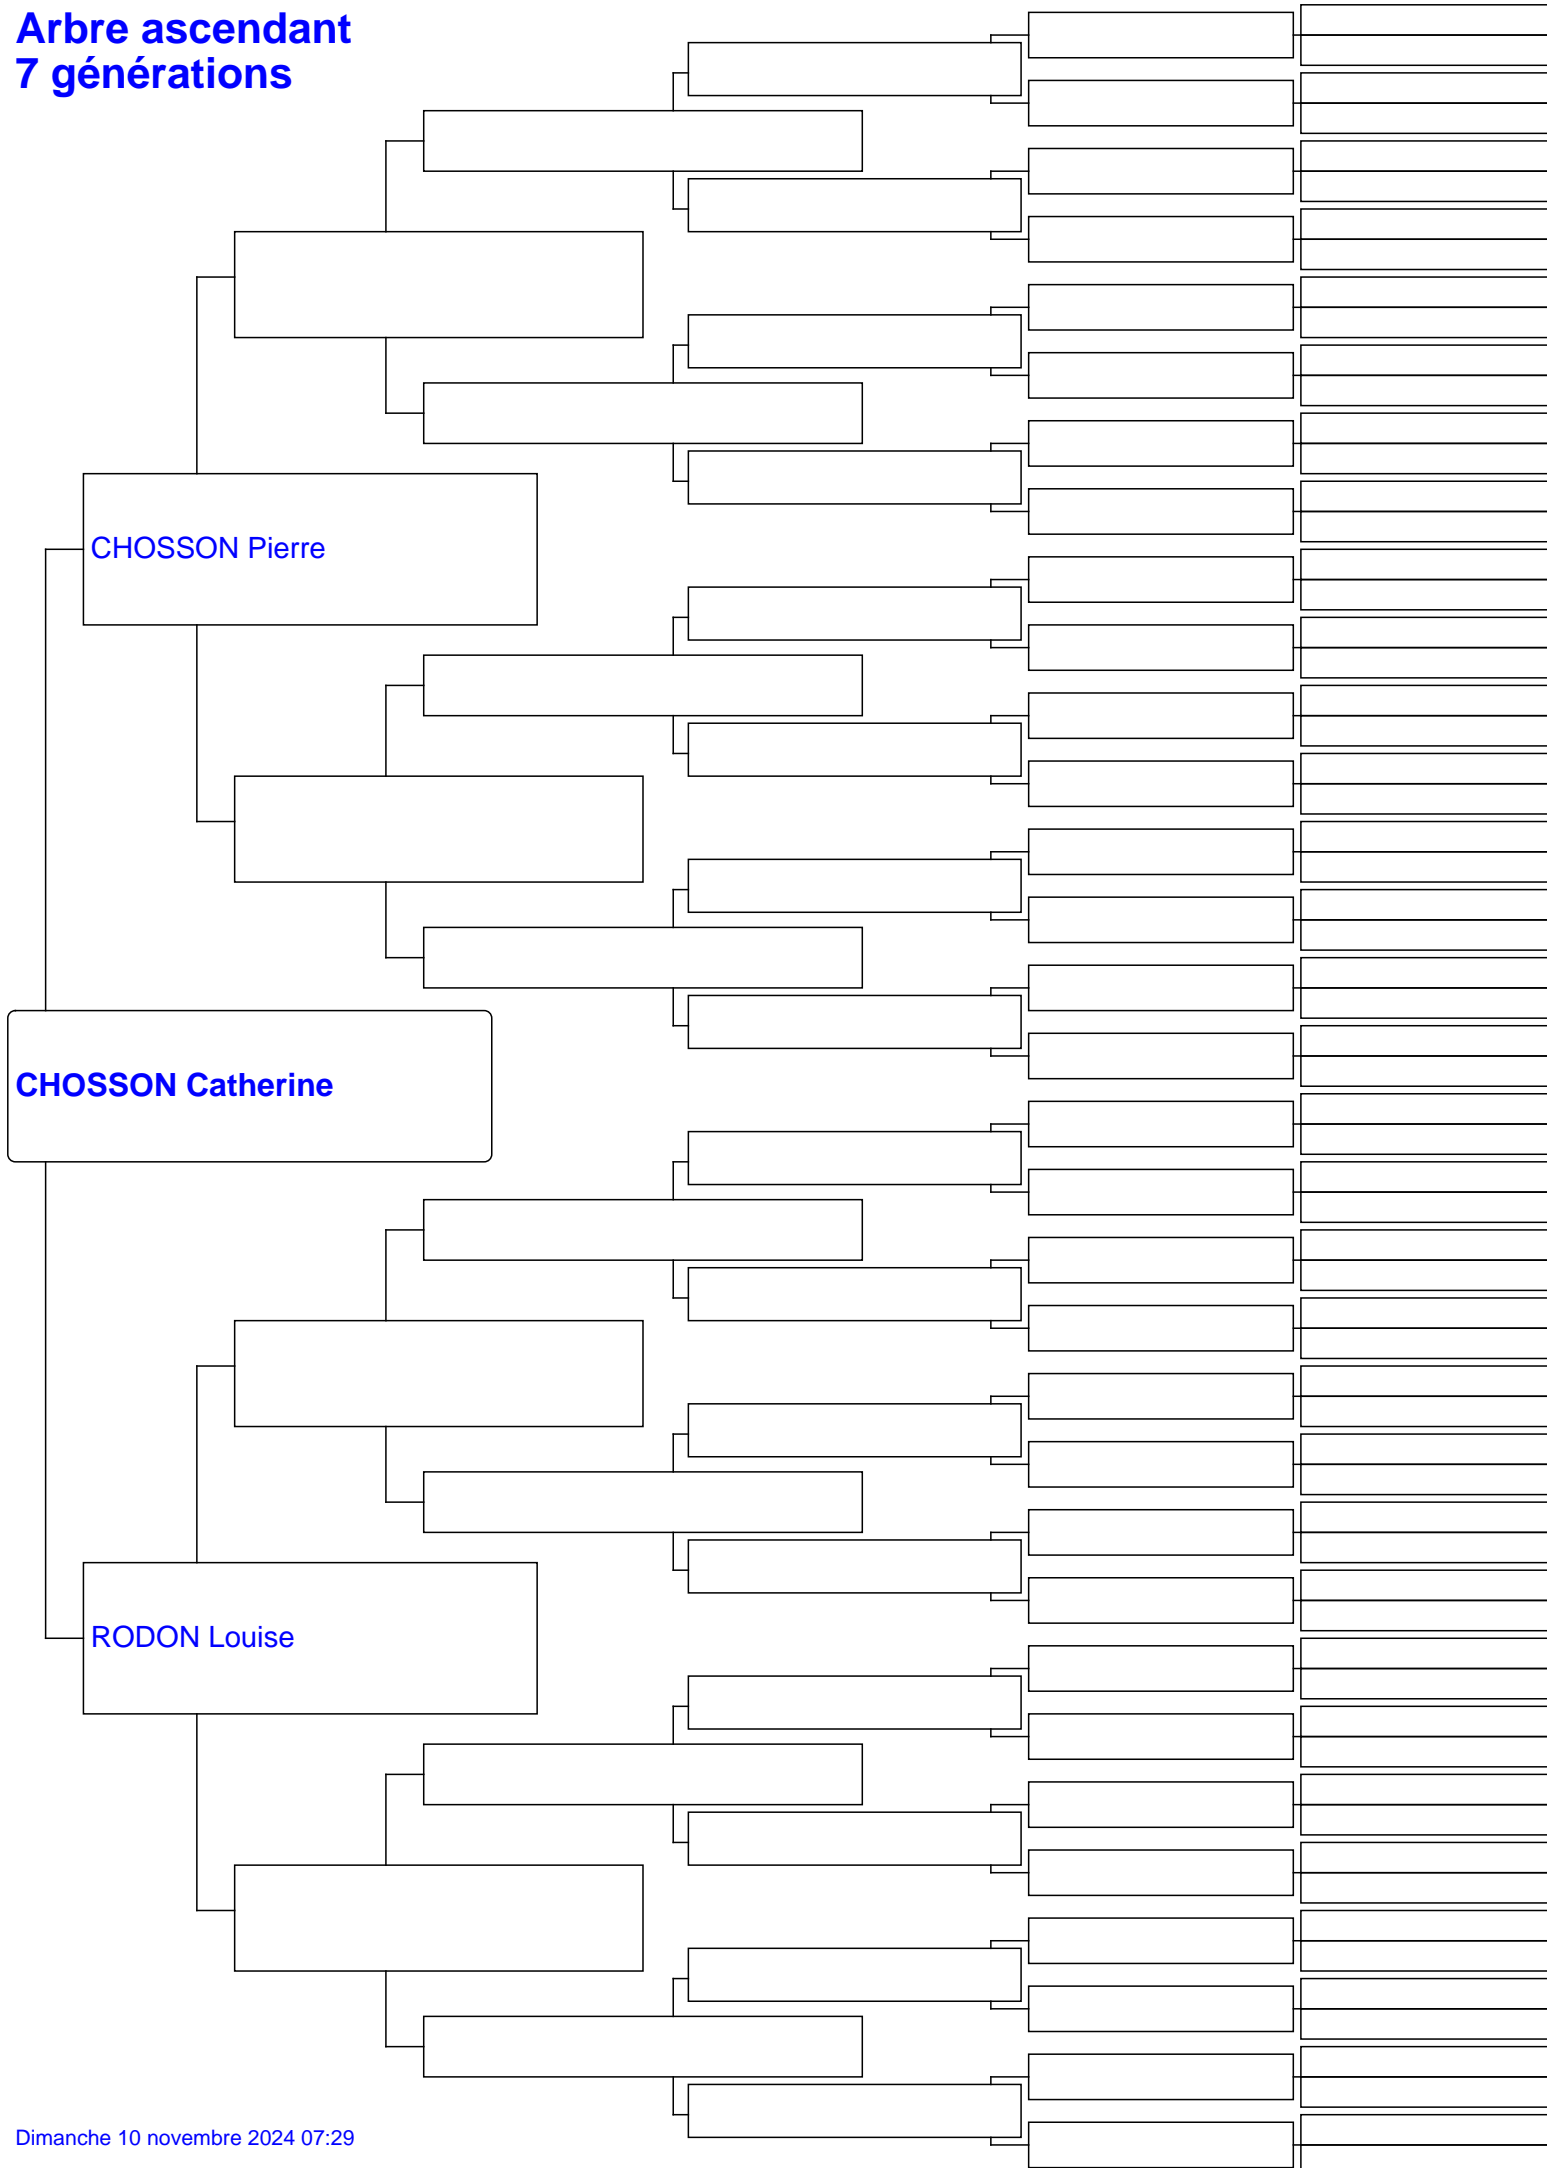 Arbre ascendant
7 générations
CHOSSON Pierre
CHOSSON Catherine
RODON Louise
Dimanche 10 novembre 2024 07:29